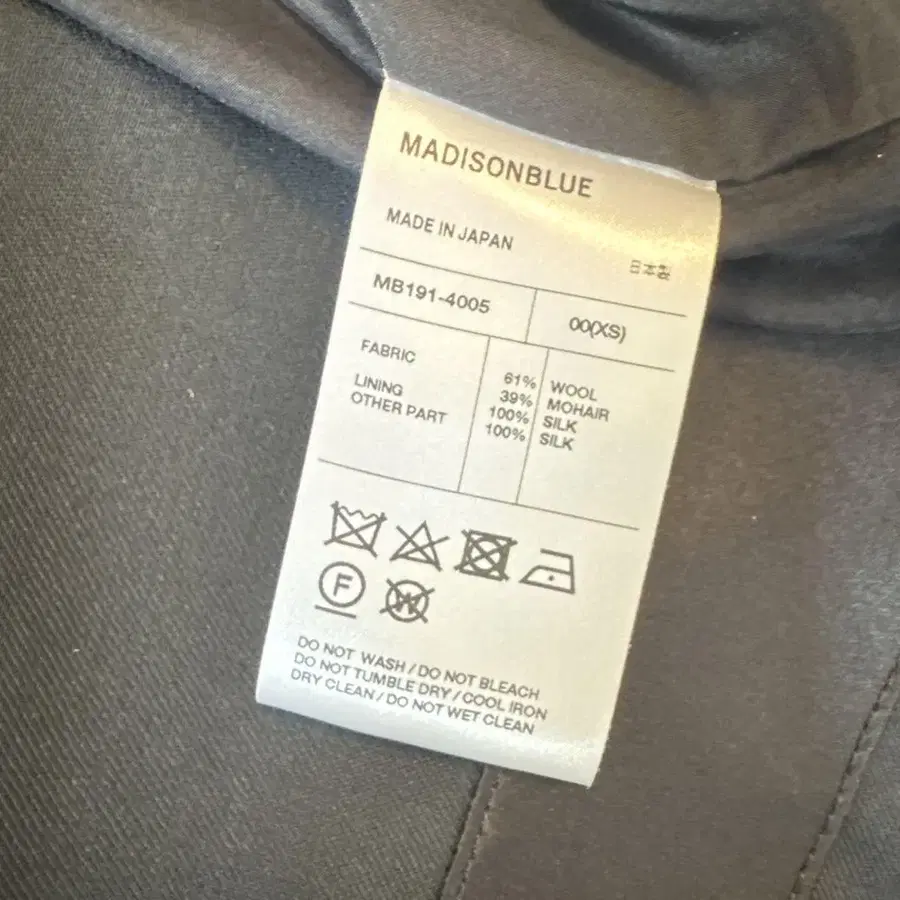 MADISONBLUE
MADE IN JAPAN
日本製
MB191-4005 00(XS)
FABRIC 61% WOOL
39% MOHAIR
LINING 100% SILK
OTHER PART 100% SILK
F W
DO NOT WASH / DO NOT BLEACH
DO NOT TUMBLE DRY / COOL IRON
DRY CLEAN / DO NOT WET CLEAN